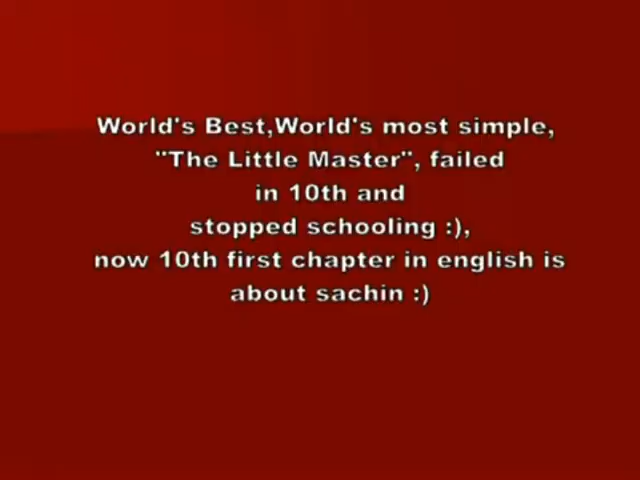 World's Best,World's most simple,
"The Little Master", failed
in 10th and
stopped schooling :),
now 10th first chapter in english is
about sachin :)